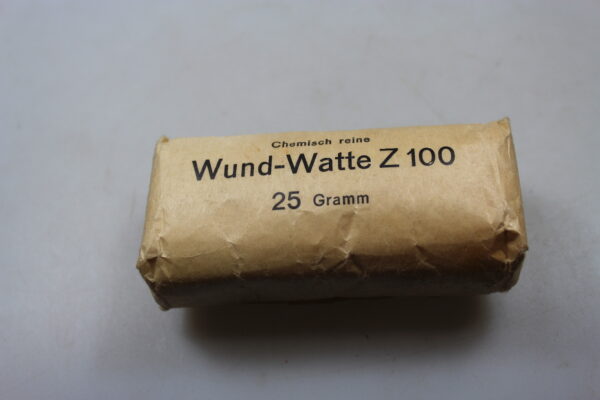 Chemisch reine
Wund-Watte Z 100
25 Gramm